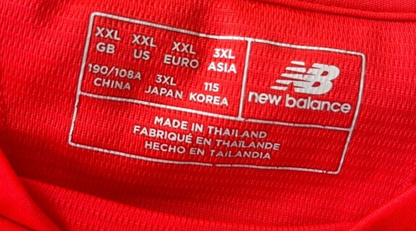 XXL XXL XXL 3XL
GB US EURO ASIA
190/108A 3XL 115
CHINA JAPAN KOREA
NB
new balance
MADE IN THAILAND
FABRIQUÉ EN THAÏLANDE
HECHO EN TAILANDIA